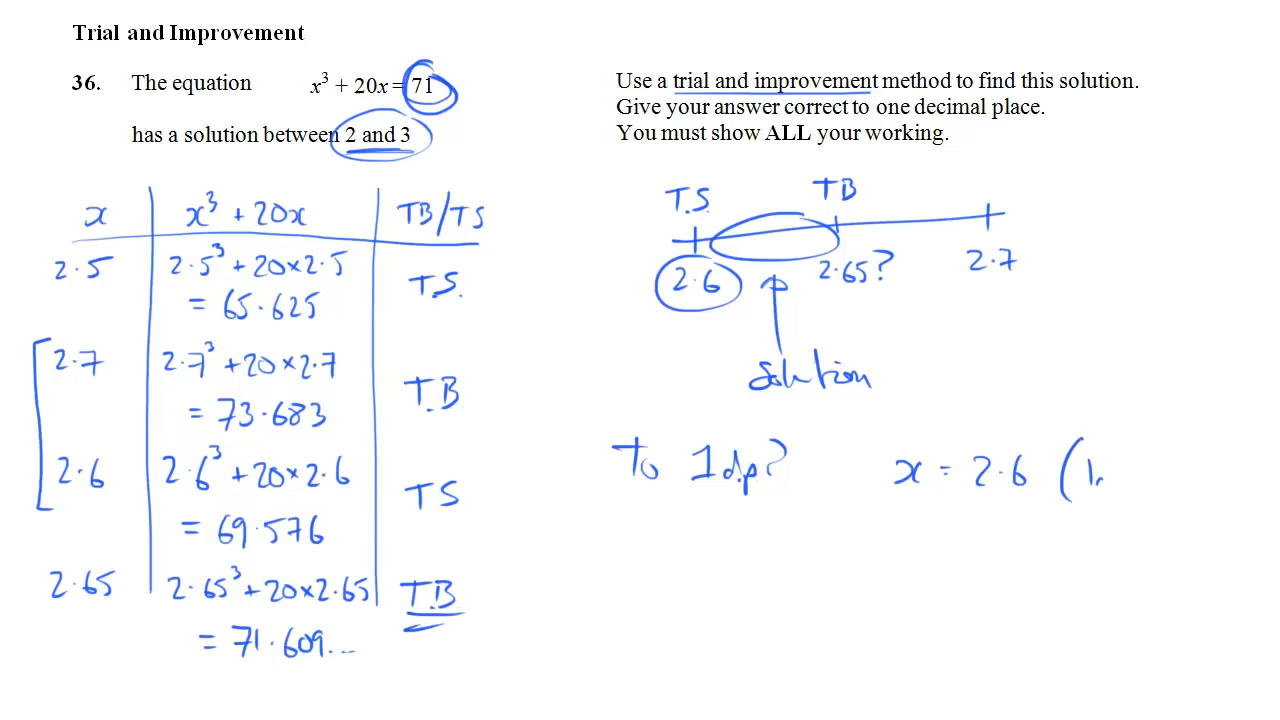 Trial and Improvement
36. The equation x³ + 20x = 71
has a solution between 2 and 3
Use a trial and improvement method to find this solution.
Give your answer correct to one decimal place.
You must show ALL your working.
x | x³ + 20x | TB/TS
2.5 | 2.5³ + 20 × 2.5 | T.S.
= 65.625
2.7 | 2.7³ + 20 × 2.7 | T.B
= 73.683
2.6 | 2.6³ + 20 × 2.6 | TS
= 69.576
2.65 | 2.65³ + 20 × 2.65 | T.B
= 71.609...
T.S. TB
2.6 2.65? 2.7
Solution
To 1 d.p? x = 2.6 (1.